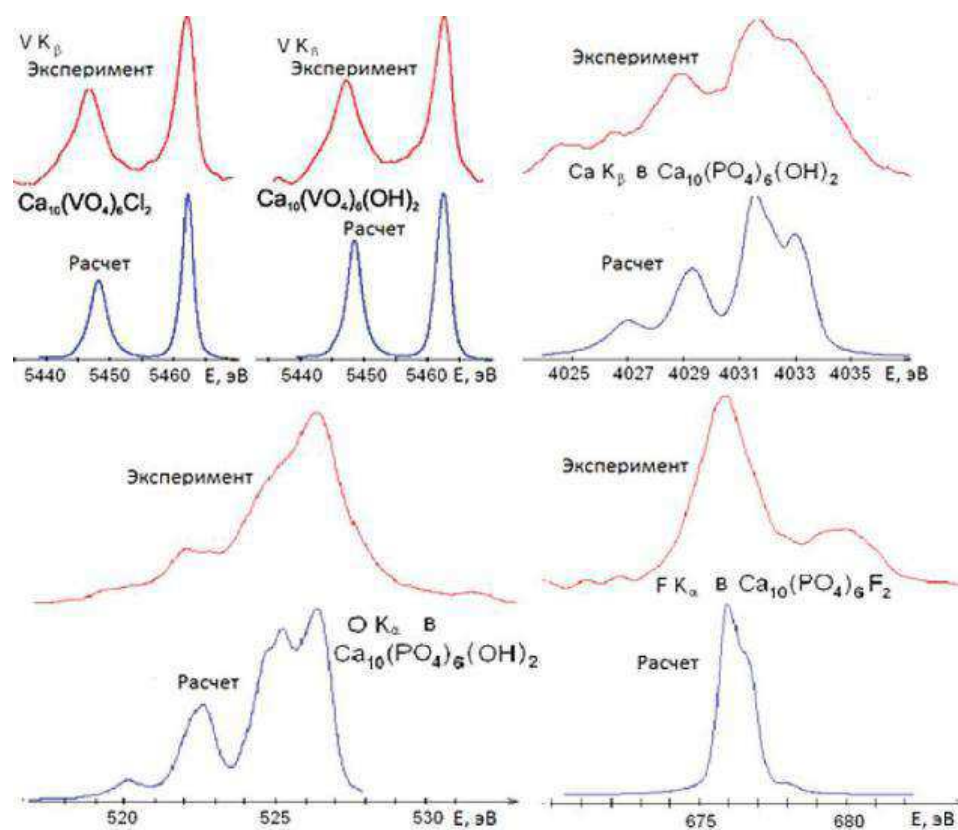 V Kβ
Эксперимент
Ca10(VO4)6Cl2
Расчет
5440 5450 5460 E, эВ
V Kβ
Эксперимент
Ca10(VO4)6(OH)2
Расчет
5440 5450 5460 E, эВ
Эксперимент
Ca Kβ в Ca10(PO4)6(OH)2
Расчет
4025 4027 4029 4031 4033 4035 E, эВ
Эксперимент
O Kα в
Ca10(PO4)6(OH)2
Расчет
520 525 530 E, эВ
Эксперимент
F Kα в Ca10(PO4)6F2
Расчет
675 680 E, эВ